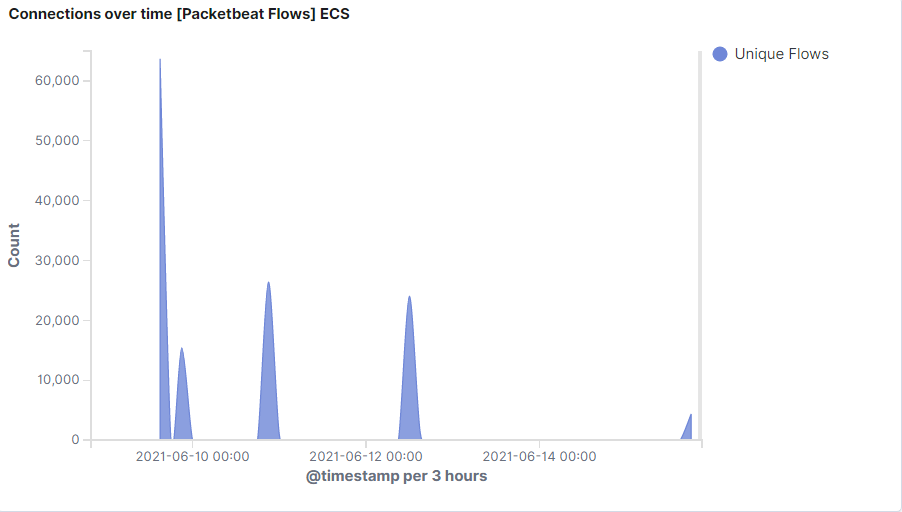 Connections over time [Packetbeat Flows] ECS
Unique Flows
60,000
50,000
40,000
30,000
20,000
10,000
0
Count
2021-06-10 00:00 2021-06-12 00:00 2021-06-14 00:00
@timestamp per 3 hours